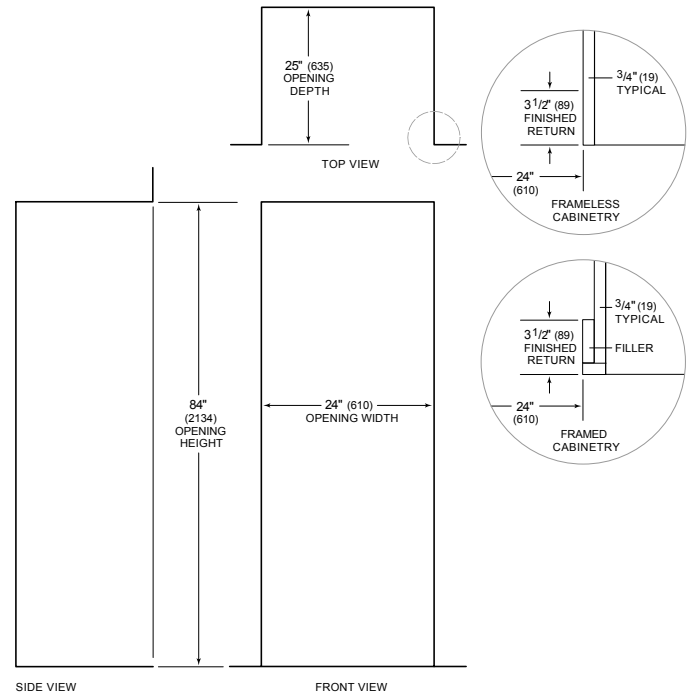 25" (635)
OPENING
DEPTH
TOP VIEW
3/4" (19)
TYPICAL
3 1/2" (89)
FINISHED
RETURN
24"
(610)
FRAMELESS
CABINETRY
3/4" (19)
TYPICAL
3 1/2" (89)
FINISHED
RETURN
FILLER
24"
(610)
FRAMED
CABINETRY
84"
(2134)
OPENING
HEIGHT
24" (610)
OPENING WIDTH
SIDE VIEW
FRONT VIEW